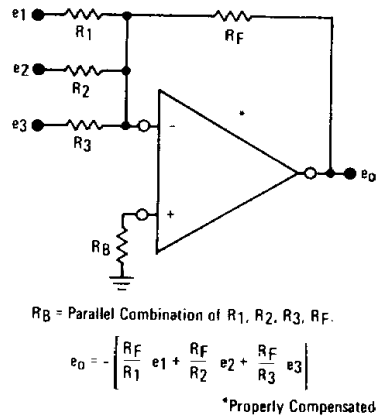 e1 R1 RF
e2 R2
e3 R3 - *
eo
+
RB
RB = Parallel Combination of R1, R2, R3, RF.
eo = -[RF/R1 e1 + RF/R2 e2 + RF/R3 e3]
*Properly Compensated